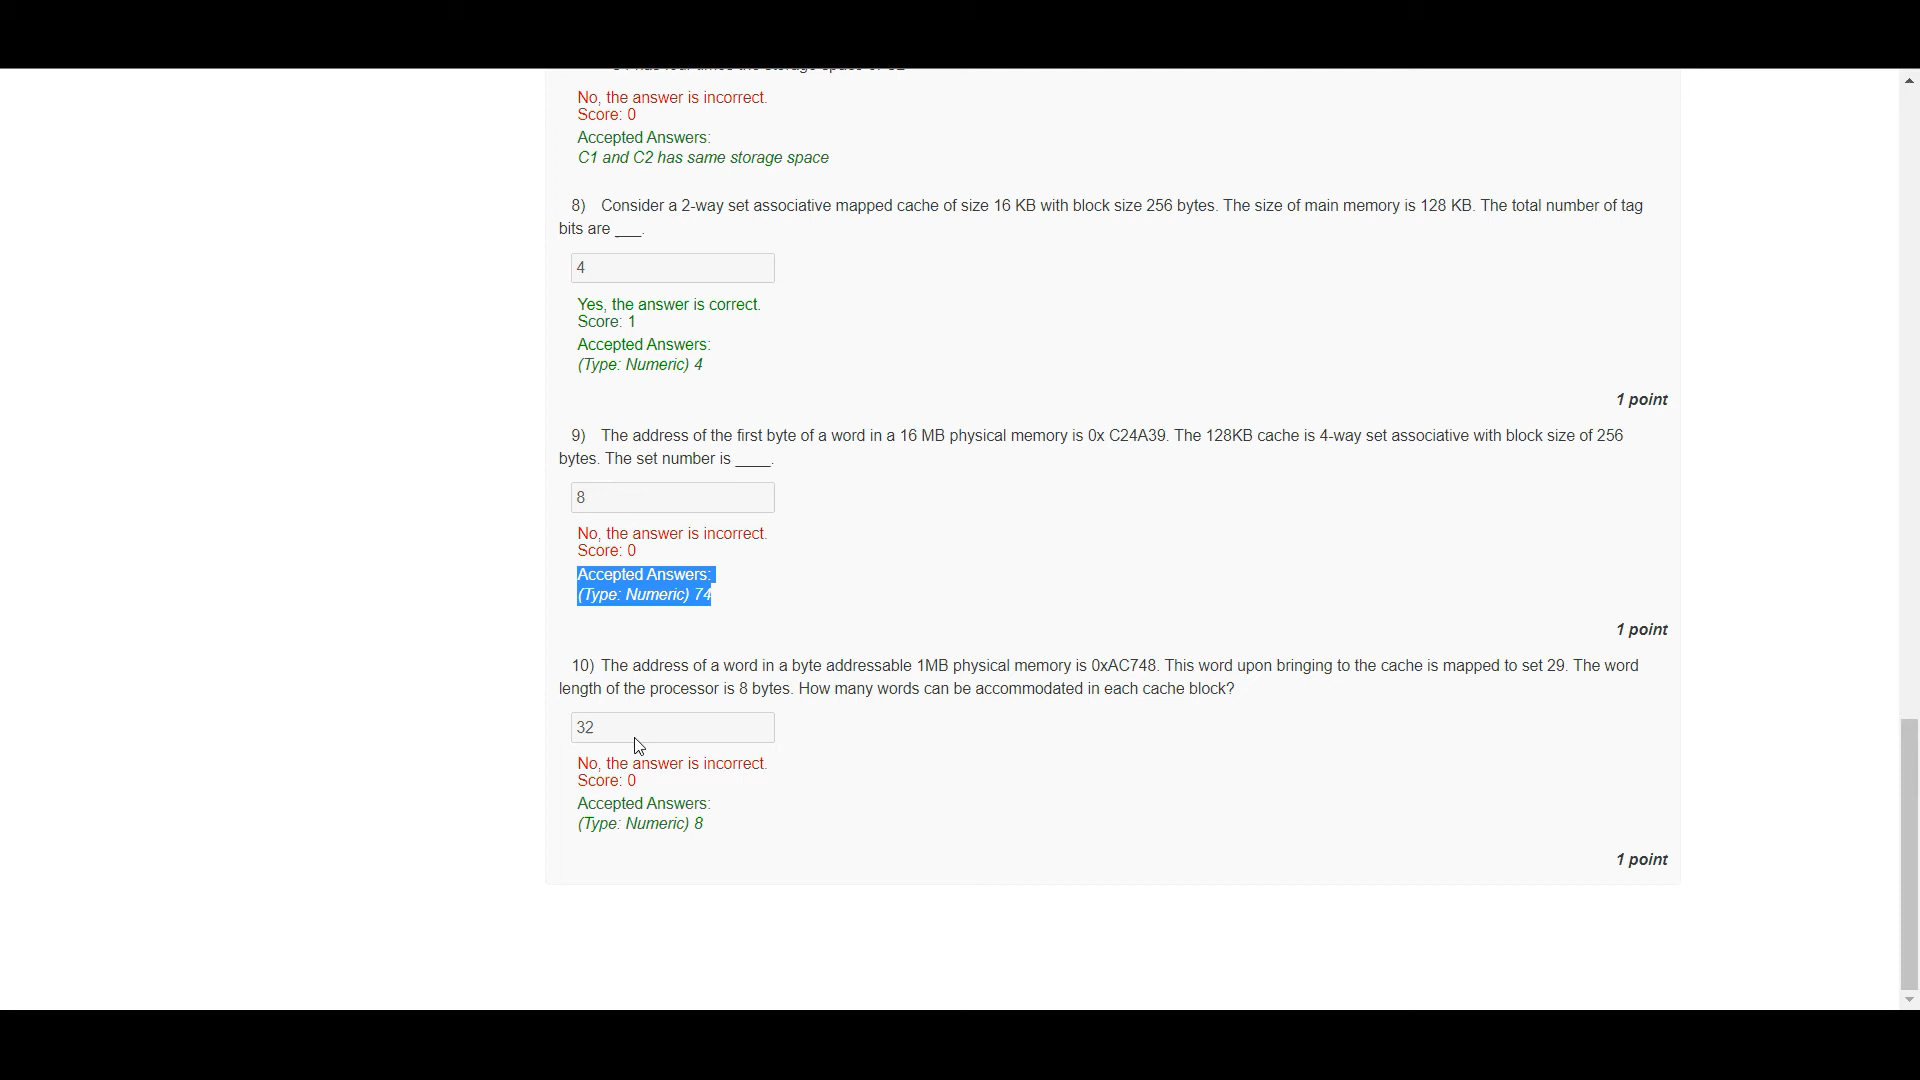 No, the answer is incorrect.
Score: 0
Accepted Answers:
C1 and C2 has same storage space
8) Consider a 2-way set associative mapped cache of size 16 KB with block size 256 bytes. The size of main memory is 128 KB. The total number of tag
bits are ___.
4
Yes, the answer is correct.
Score: 1
Accepted Answers:
(Type: Numeric) 4
1 point
9) The address of the first byte of a word in a 16 MB physical memory is 0x C24A39. The 128KB cache is 4-way set associative with block size of 256
bytes. The set number is ____.
8
No, the answer is incorrect.
Score: 0
Accepted Answers:
(Type: Numeric) 74
1 point
10) The address of a word in a byte addressable 1MB physical memory is 0xAC748. This word upon bringing to the cache is mapped to set 29. The word
length of the processor is 8 bytes. How many words can be accommodated in each cache block?
32
No, the answer is incorrect.
Score: 0
Accepted Answers:
(Type: Numeric) 8
1 point